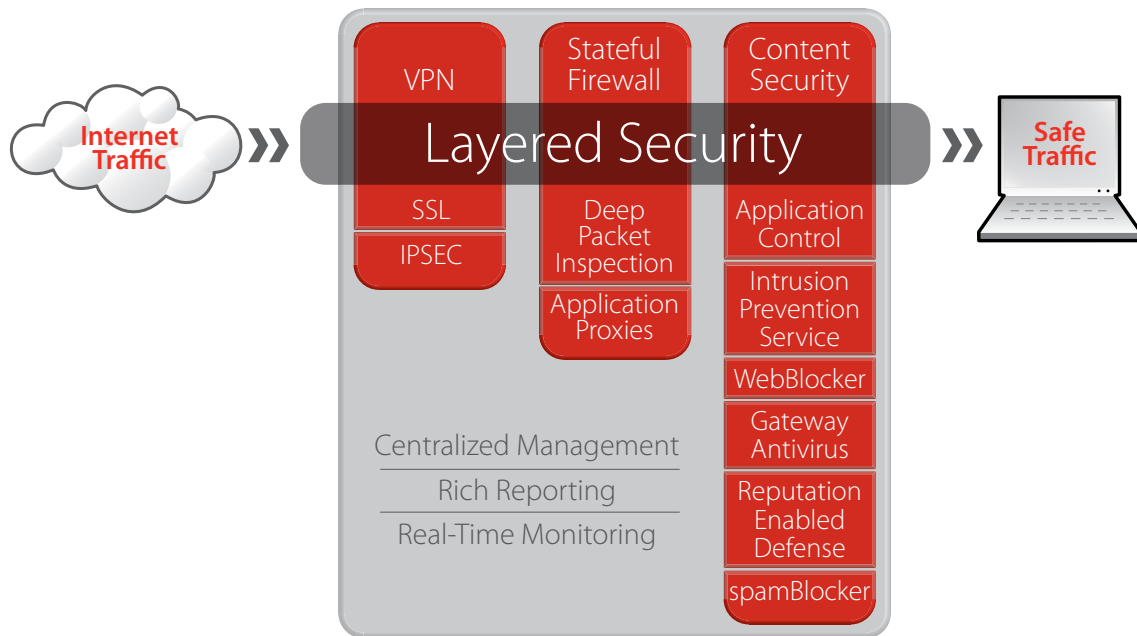 Internet
Traffic
Layered Security
VPN
SSL
IPSEC
Stateful
Firewall
Deep
Packet
Inspection
Application
Proxies
Content
Security
Application
Control
Intrusion
Prevention
Service
WebBlocker
Gateway
Antivirus
Reputation
Enabled
Defense
spamBlocker
Centralized Management
Rich Reporting
Real-Time Monitoring
Safe
Traffic